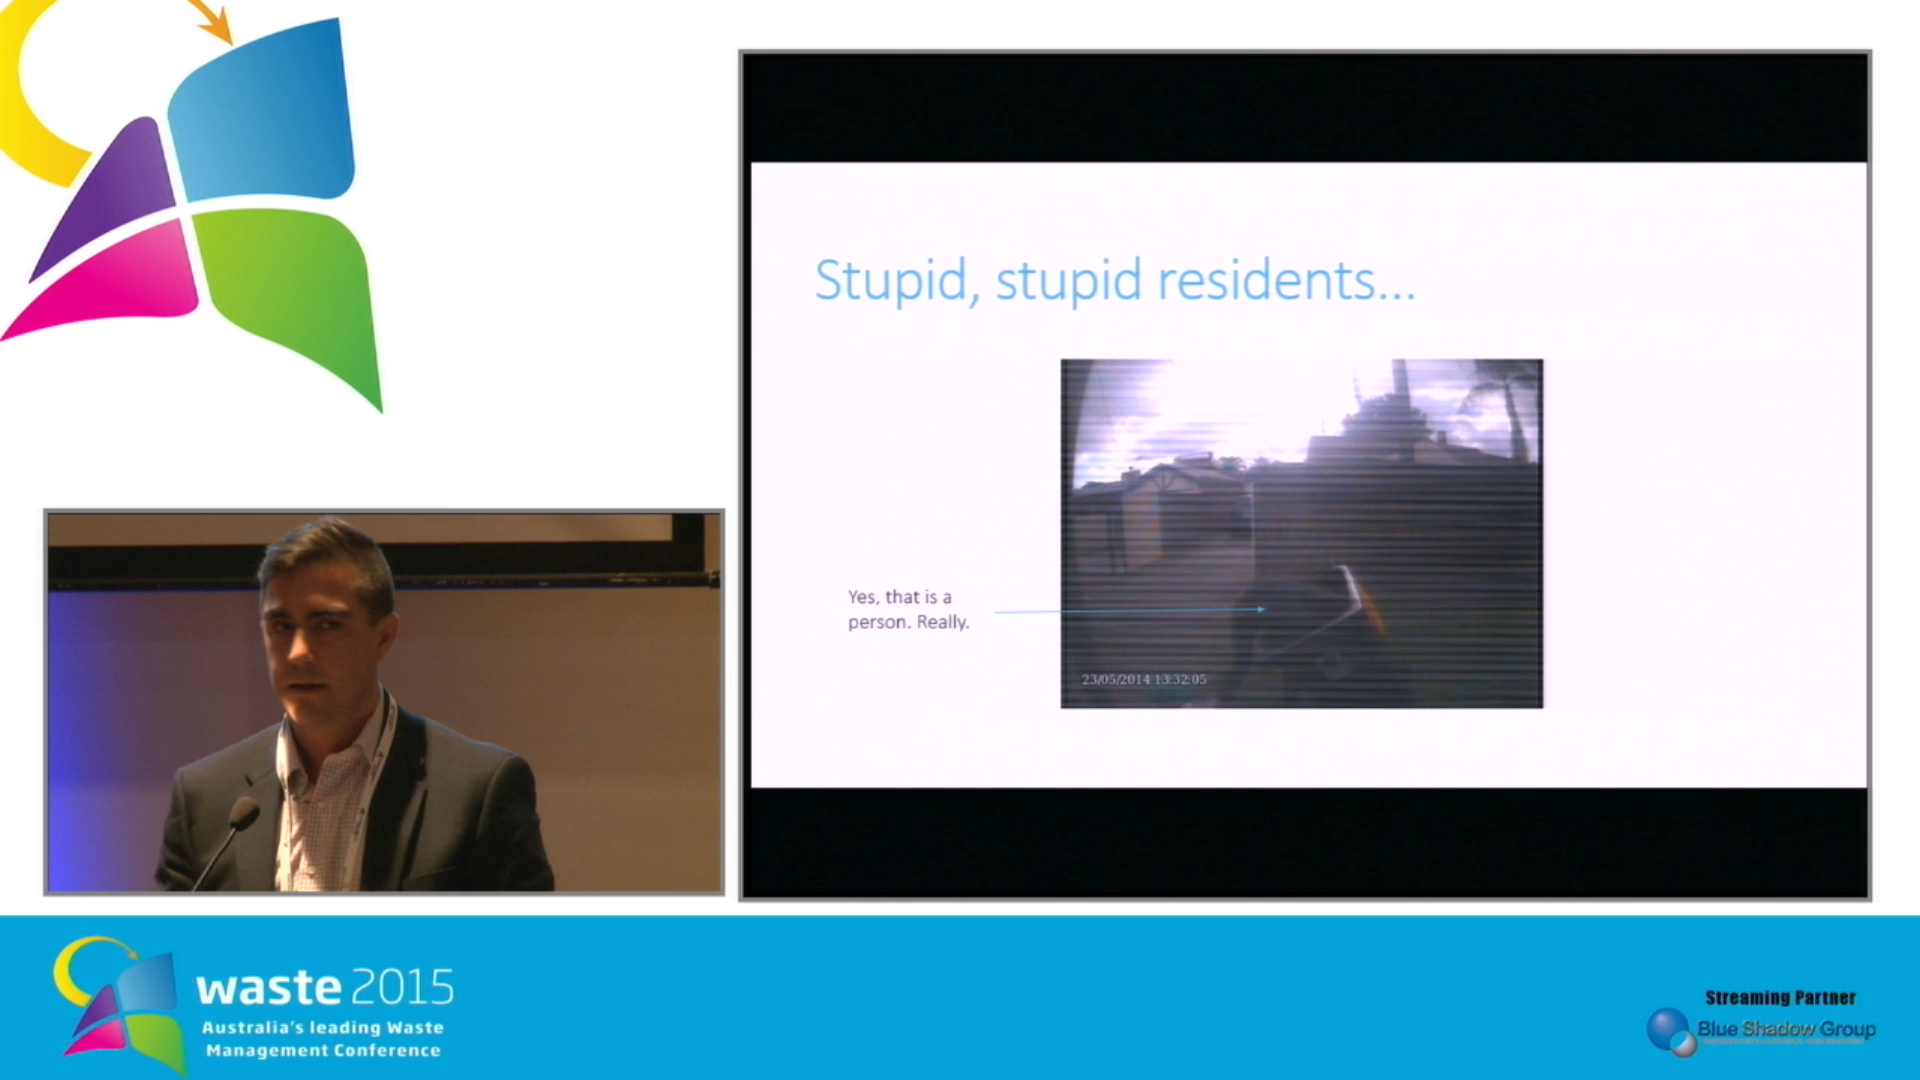 Stupid, stupid residents...
Yes, that is a
person. Really.
23/05/2014 13:32:05
waste 2015
Australia's leading Waste
Management Conference
Streaming Partner
Blue Shadow Group